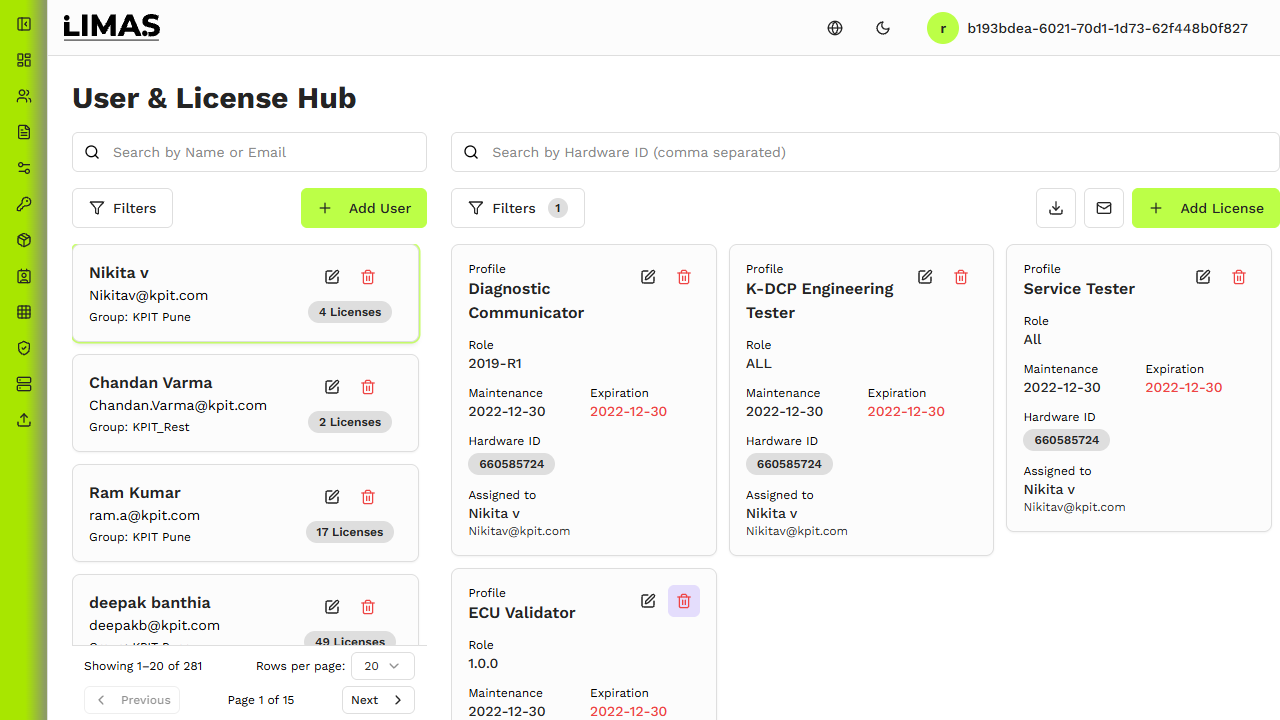 LIMAS
r
b193bdea-6021-70d1-1d73-62f448b0f827
User & License Hub
Search by Name or Email
Filters
Add User
Nikita v
Nikitav@kpit.com
Group: KPIT Pune
4 Licenses
Chandan Varma
Chandan.Varma@kpit.com
Group: KPIT_Rest
2 Licenses
Ram Kumar
ram.a@kpit.com
Group: KPIT Pune
17 Licenses
deepak banthia
deepakb@kpit.com
49 Licenses
Showing 1–20 of 281
Rows per page:
20
Previous
Page 1 of 15
Next
Search by Hardware ID (comma separated)
Filters
1
Add License
Profile
Diagnostic
Communicator
Role
2019-R1
Maintenance
Expiration
2022-12-30
2022-12-30
Hardware ID
660585724
Assigned to
Nikita v
Nikitav@kpit.com
Profile
K-DCP Engineering
Tester
Role
ALL
Maintenance
Expiration
2022-12-30
2022-12-30
Hardware ID
660585724
Assigned to
Nikita v
Nikitav@kpit.com
Profile
Service Tester
Role
All
Maintenance
Expiration
2022-12-30
2022-12-30
Hardware ID
660585724
Assigned to
Nikita v
Nikitav@kpit.com
Profile
ECU Validator
Role
1.0.0
Maintenance
Expiration
2022-12-30
2022-12-30